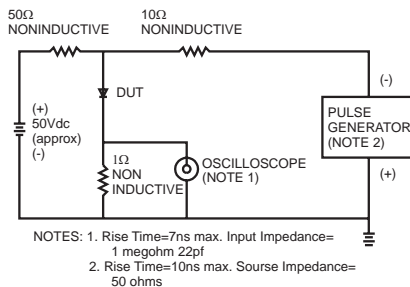 50Ω
NONINDUCTIVE
10Ω
NONINDUCTIVE
(+)
50Vdc
(approx)
(-)
DUT
1Ω
NON
INDUCTIVE
OSCILLOSCOPE
(NOTE 1)
(-)
PULSE
GENERATOR
(NOTE 2)
(+)
NOTES: 1. Rise Time=7ns max. Input Impedance=
1 megohm 22pf
2. Rise Time=10ns max. Sourse Impedance=
50 ohms